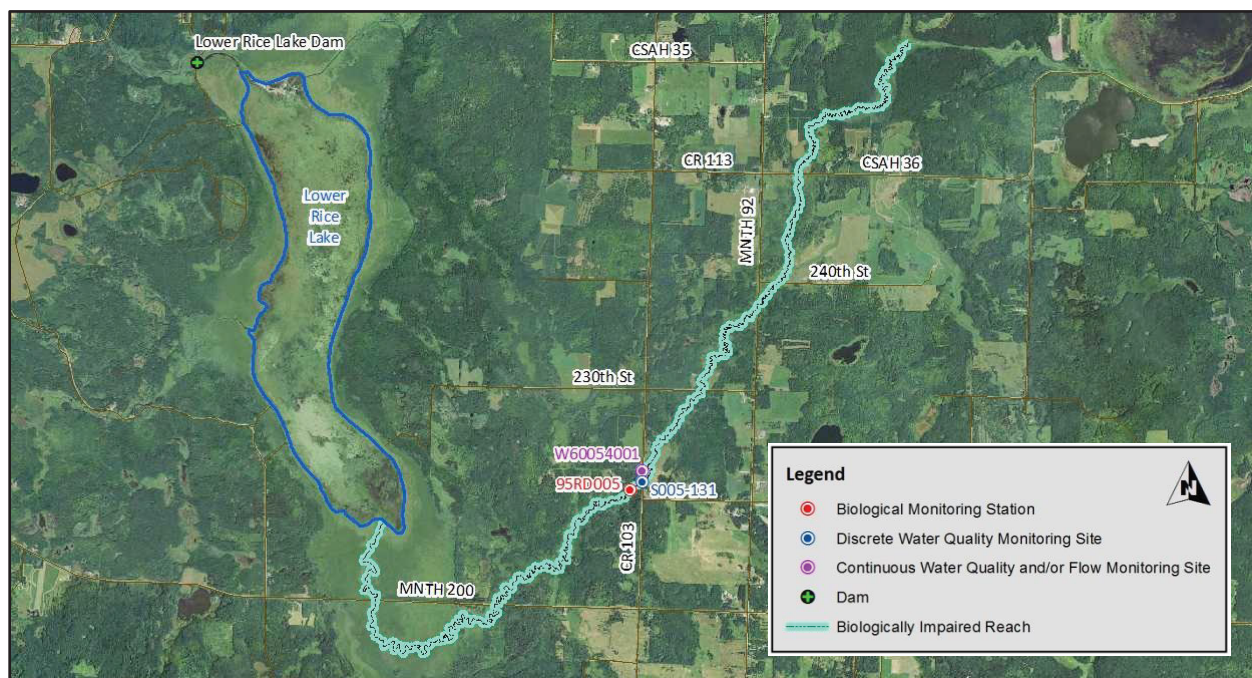 Lower Rice Lake Dam
CSAH 35
CR 113
CSAH 36
MNTH 92
Lower
Rice
Lake
240th St
230th St
W60054001
95RD005
S005-131
CR 103
MNTH 200
Legend
N
Biological Monitoring Station
Discrete Water Quality Monitoring Site
Continuous Water Quality and/or Flow Monitoring Site
Dam
Biologically Impaired Reach